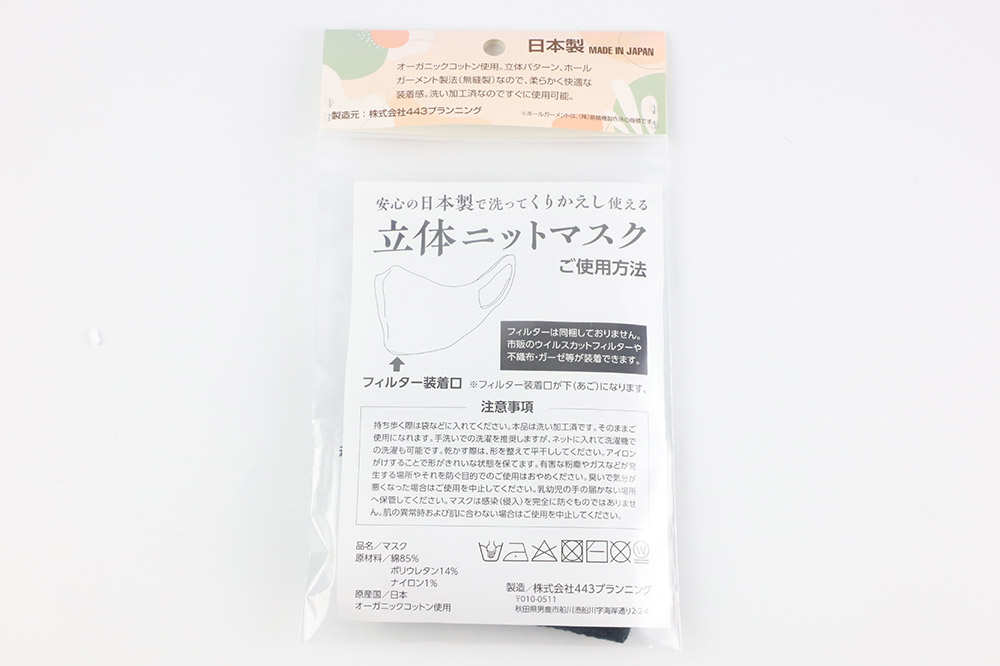 日本製 MADE IN JAPAN
オーガニックコットン使用。立体パターン、ホール
ガーメント製法(無縫製)なので、柔らかく快適な
装着感。洗い加工済なのですぐに使用可能。
製造元:株式会社443プランニング
※ホールガーメントは、(株)島精機製作所の商標です。
安心の日本製で洗ってくりかえし使える
立体ニットマスク
ご使用方法
フィルターは同梱しておりません。
市販のウイルスカットフィルターや
不織布・ガーゼ等が装着できます。
フィルター装着口 ※フィルター装着口が下(あご)になります。
注意事項
持ち歩く際は袋などに入れてください。本品は洗い加工済です。そのままご
使用になれます。手洗いでの洗濯を推奨しますが、ネットに入れて洗濯機で
の洗濯も可能です。乾かす際は、形を整えて平干ししてください。アイロン
がけすることで形がきれいな状態を保てます。有害な粉塵やガスなどが発
生する場所やそれを防ぐ目的でのご使用はおやめください。臭いで気分が
悪くなった場合はご使用を中止してください。乳幼児の手の届かない場所
へ保管してください。マスクは感染(侵入)を完全に防ぐものではありませ
ん。肌の異常時および肌に合わない場合はご使用を中止してください。
品名/マスク
原材料/綿85%
ポリウレタン14%
ナイロン1%
原産国/日本
オーガニックコットン使用
製造/株式会社443プランニング
〒010-0511
秋田県男鹿市船川港船川字海岸通り2-2-4